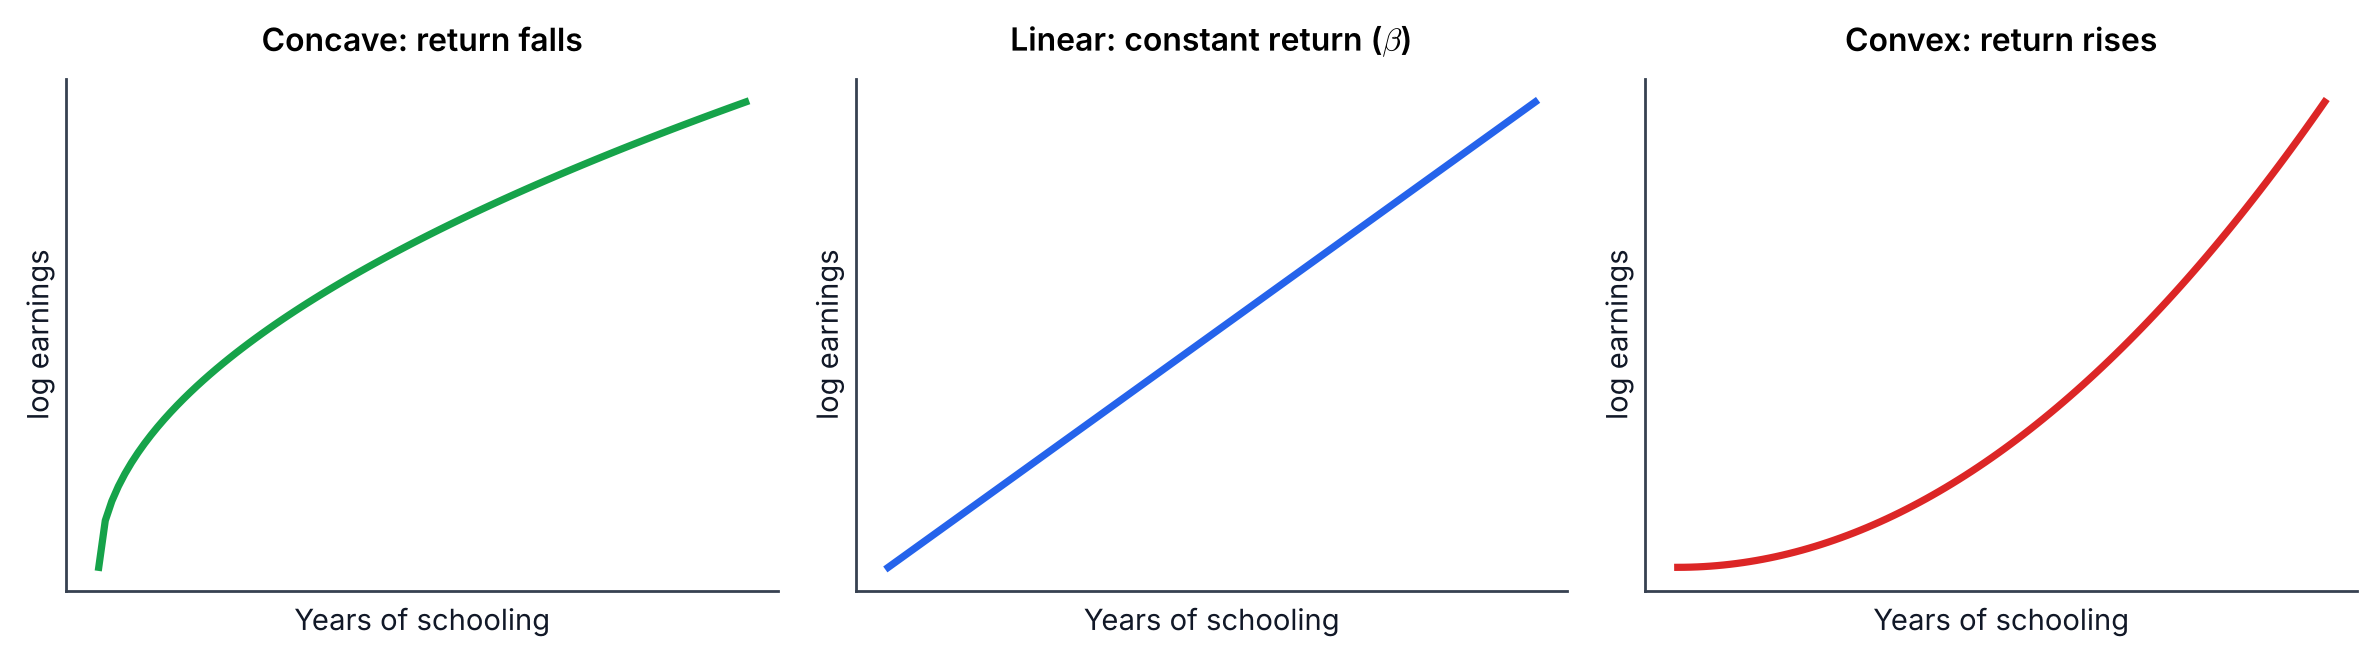 Concave: return falls
log earnings
Years of schooling
Linear: constant return (β)
log earnings
Years of schooling
Convex: return rises
log earnings
Years of schooling